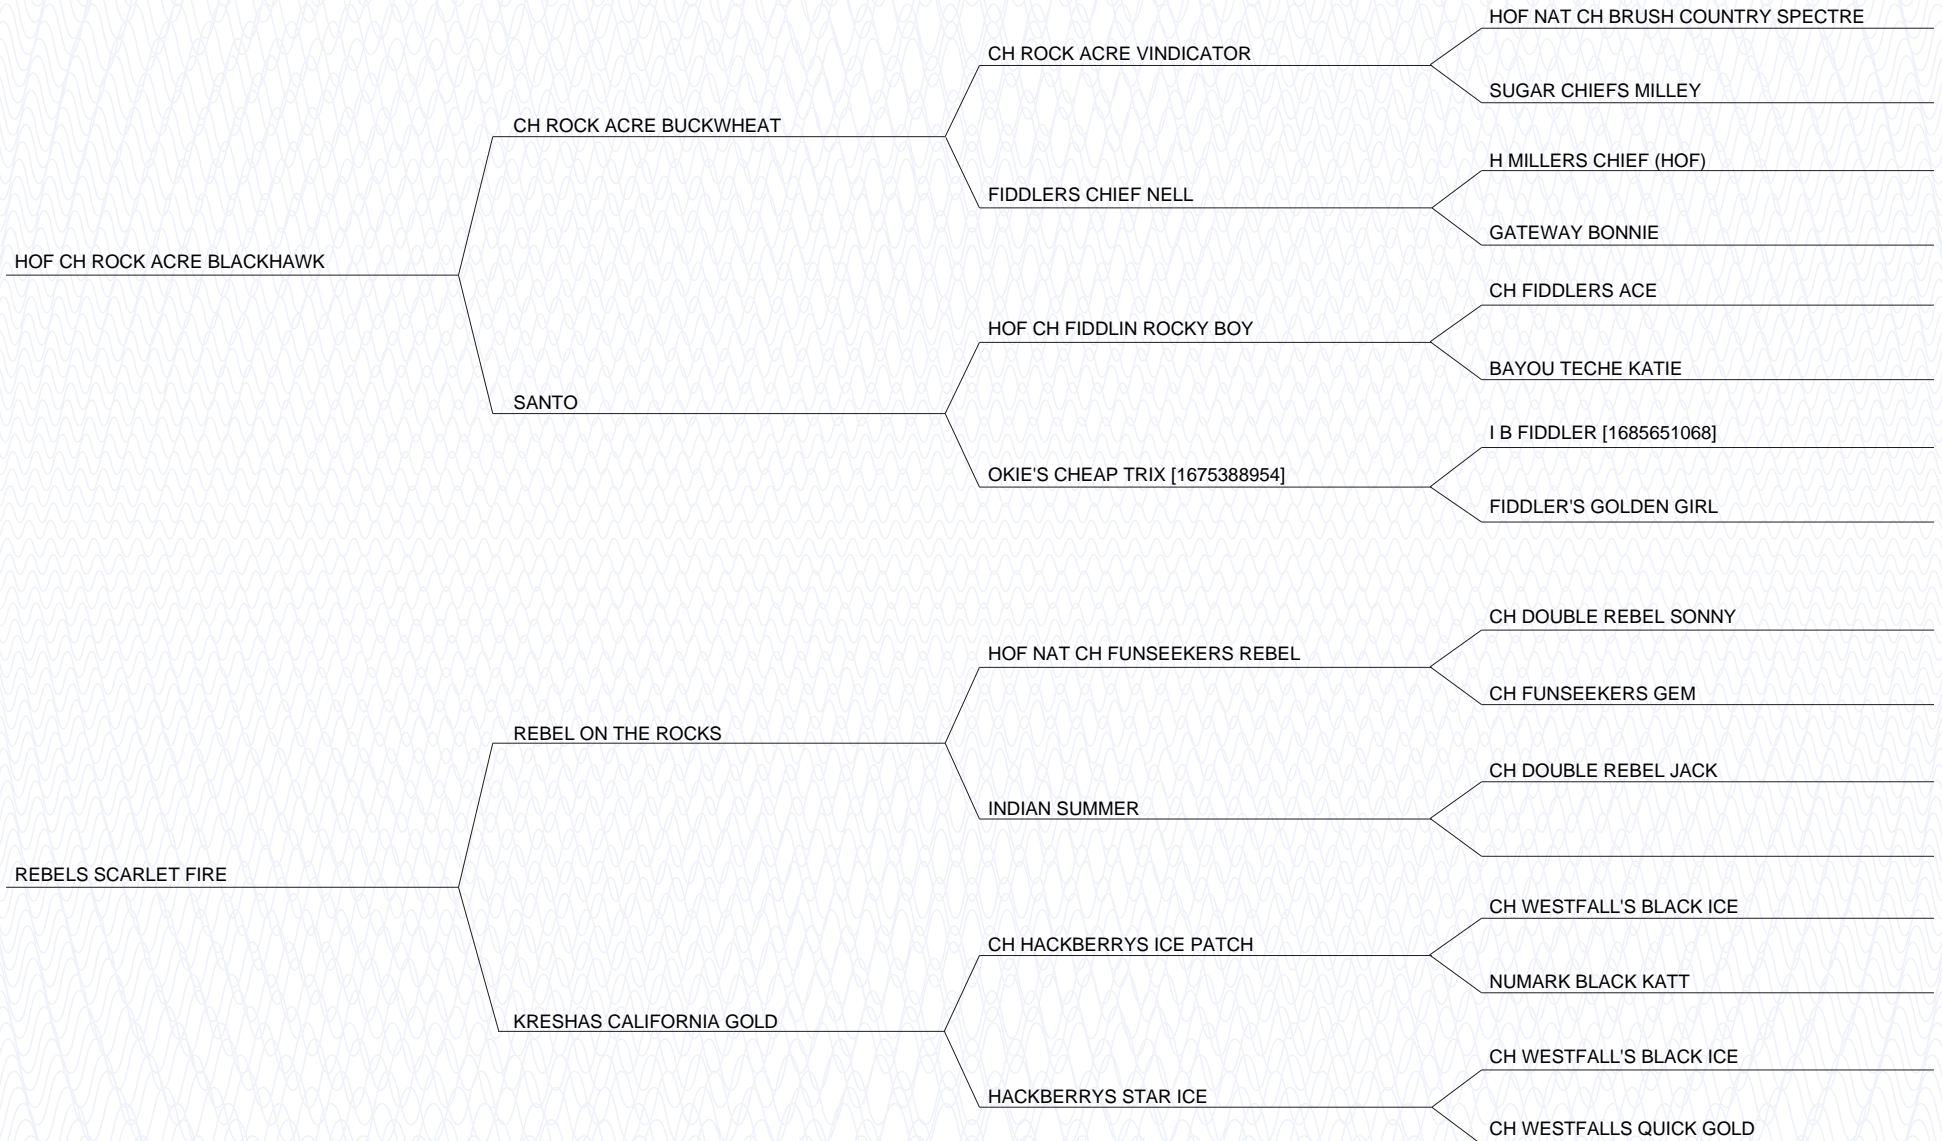 HOF NAT CH BRUSH COUNTRY SPECTRE
CH ROCK ACRE VINDICATOR
SUGAR CHIEFS MILLEY
CH ROCK ACRE BUCKWHEAT
H MILLERS CHIEF (HOF)
FIDDLERS CHIEF NELL
GATEWAY BONNIE
HOF CH ROCK ACRE BLACKHAWK
CH FIDDLERS ACE
HOF CH FIDDLIN ROCKY BOY
BAYOU TECHE KATIE
SANTO
I B FIDDLER [1685651068]
OKIE'S CHEAP TRIX [1675388954]
FIDDLER'S GOLDEN GIRL
CH DOUBLE REBEL SONNY
HOF NAT CH FUNSEEKERS REBEL
CH FUNSEEKERS GEM
REBEL ON THE ROCKS
CH DOUBLE REBEL JACK
INDIAN SUMMER
REBELS SCARLET FIRE
CH WESTFALL'S BLACK ICE
CH HACKBERRYS ICE PATCH
NUMARK BLACK KATT
KRESHAS CALIFORNIA GOLD
CH WESTFALL'S BLACK ICE
HACKBERRYS STAR ICE
CH WESTFALLS QUICK GOLD